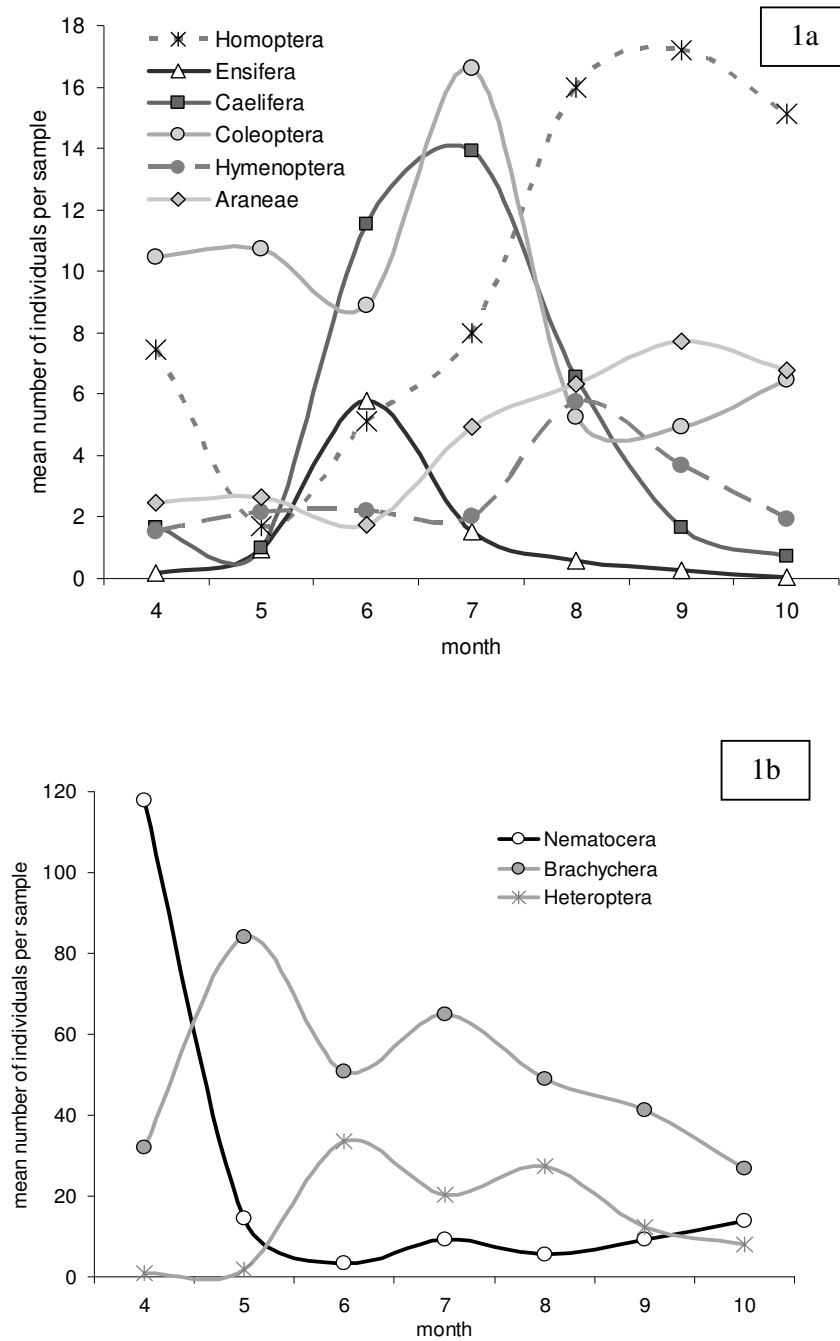 1a
Homoptera
Ensifera
Caelifera
Coleoptera
Hymenoptera
Araneae
mean number of individuals per sample
18
16
14
12
10
8
6
4
2
0
4 5 6 7 8 9 10
month
1b
Nematocera
Brachychera
Heteroptera
mean number of individuals per sample
120
100
80
60
40
20
0
4 5 6 7 8 9 10
month